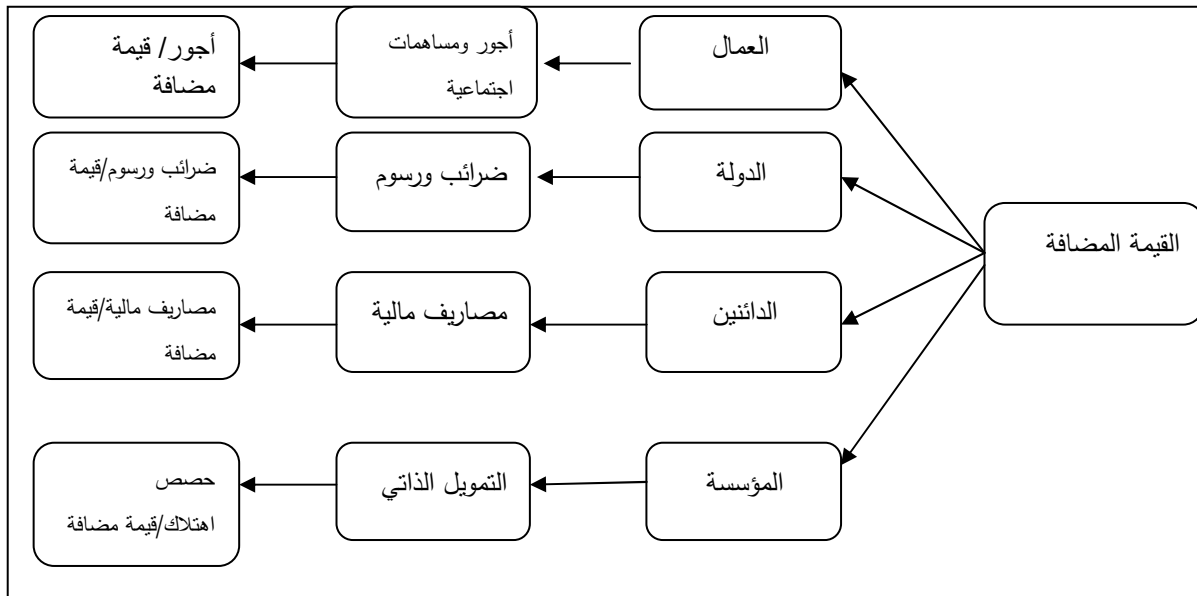 القيمة المضافة
العمال
أجور ومساهمات
اجتماعية
أجور/ قيمة
مضافة
الدولة
ضرائب ورسوم
ضرائب ورسوم/قيمة
مضافة
الدائنين
مصاريف مالية
مصاريف مالية/قيمة
مضافة
المؤسسة
التمويل الذاتي
حصص
اهتلاك/قيمة مضافة